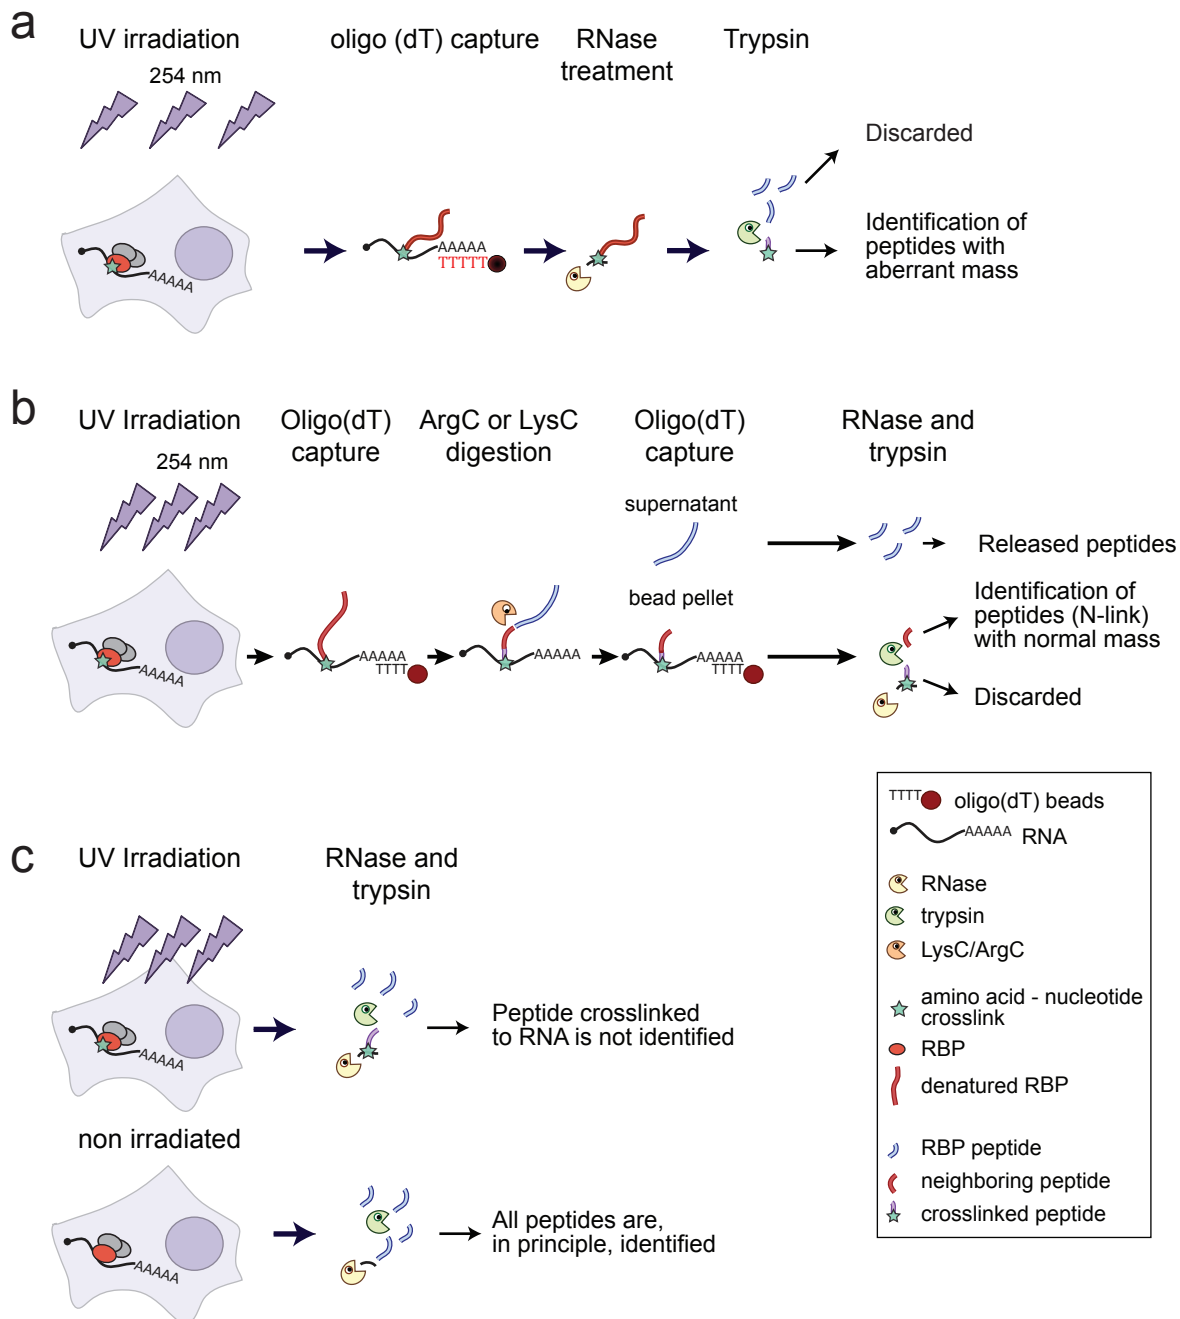 a
UV irradiation
254 nm
oligo (dT) capture
RNase
treatment
Trypsin
AAAAA
AAAAA
TTTTT
Discarded
Identification of
peptides with
aberrant mass
b
UV Irradiation
254 nm
Oligo(dT)
capture
ArgC or LysC
digestion
Oligo(dT)
capture
RNase and
trypsin
supernatant
bead pellet
AAAAA
AAAAA
TTTT
AAAAA
AAAAA
TTTT
Released peptides
Identification of
peptides (N-link)
with normal mass
Discarded
c
UV Irradiation
RNase and
trypsin
AAAAA
Peptide crosslinked
to RNA is not identified
non irradiated
AAAAA
All peptides are,
in principle, identified
TTTT oligo(dT) beads
AAAAA RNA
RNase
trypsin
LysC/ArgC
amino acid - nucleotide
crosslink
RBP
denatured RBP
RBP peptide
neighboring peptide
crosslinked peptide